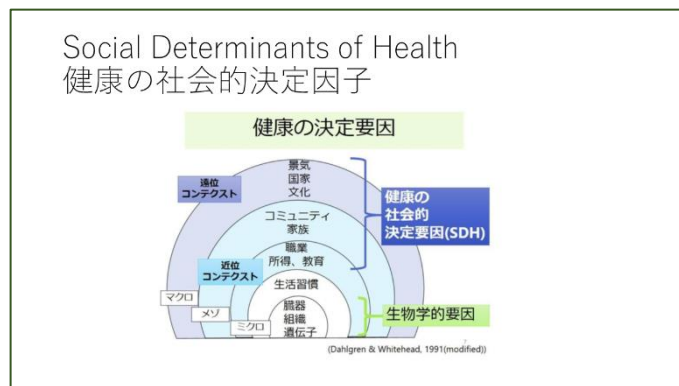 Social Determinants of Health
健康の社会的決定因子
健康の決定要因
景気
国家
文化
遠位
コンテクスト
健康の
社会的
決定要因(SDH)
コミュニティ
家族
職業
所得、教育
近位
コンテクスト
生活習慣
マクロ
メゾ
ミクロ
臓器
組織
遺伝子
生物学的要因
(Dahlgren & Whitehead, 1991(modified))